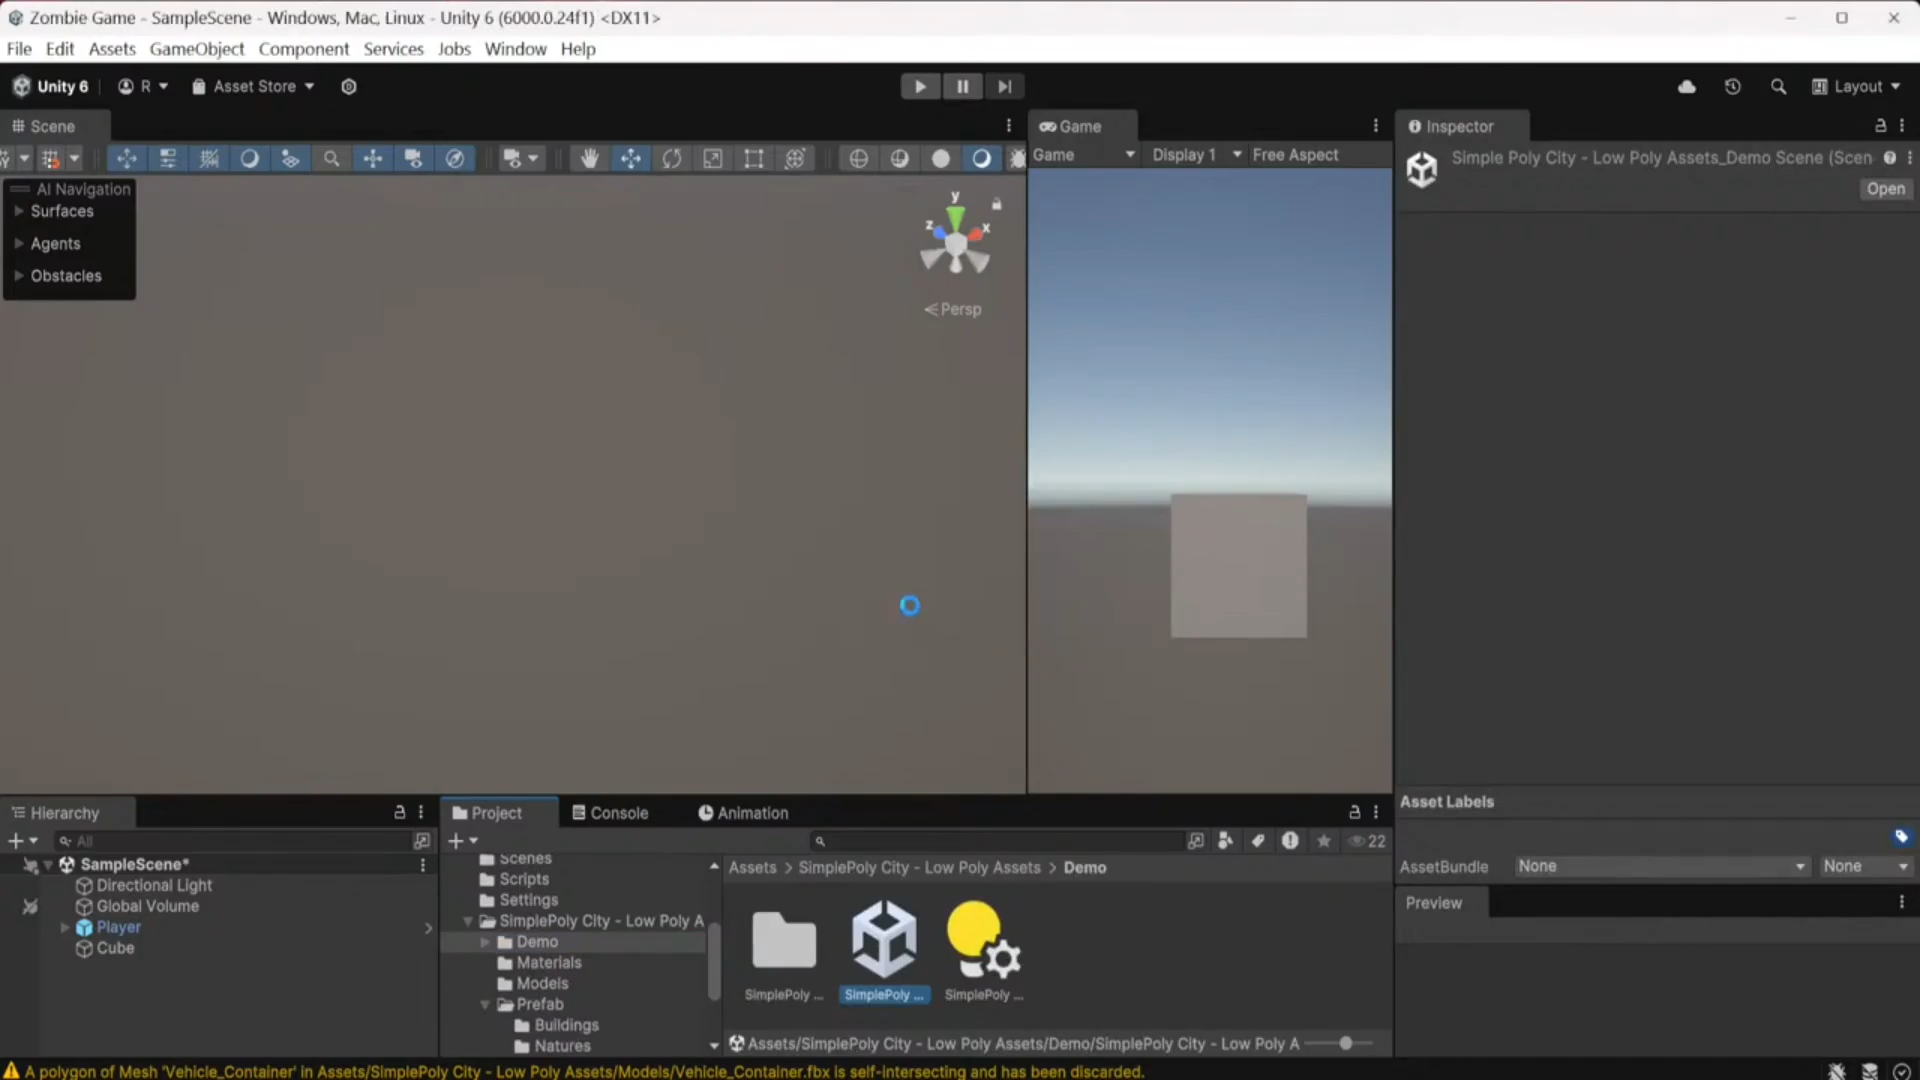 Zombie Game - SampleScene - Windows, Mac, Linux - Unity 6 (6000.0.24f1) <DX11>
File Edit Assets GameObject Component Services Jobs Window Help
Unity 6 R Asset Store Layout
Scene Game Inspector
Game Display 1 Free Aspect
Simple Poly City - Low Poly Assets_Demo Scene (Scen
Open
AI Navigation
Surfaces
Agents
Obstacles
y
z x
Persp
Asset Labels
AssetBundle None None
Preview
Hierarchy
All
SampleScene*
Directional Light
Global Volume
Player
Cube
Project Console Animation
22
Scenes
Scripts
Settings
SimplePoly City - Low Poly A
Demo
Materials
Models
Prefab
Buildings
Natures
Assets > SimplePoly City - Low Poly Assets > Demo
SimplePoly ... SimplePoly ... SimplePoly ...
Assets/SimplePoly City - Low Poly Assets/Demo/SimplePoly City - Low Poly A
A polygon of Mesh 'Vehicle_Container' in Assets/SimplePoly City - Low Poly Assets/Models/Vehicle_Container.fbx is self-intersecting and has been discarded.